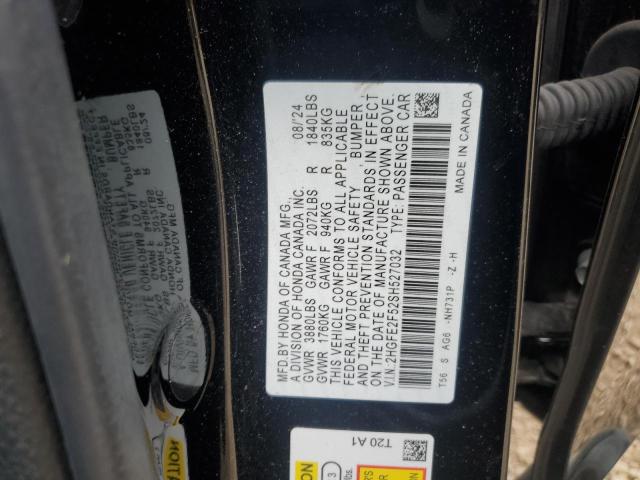 MFD.BY HONDA OF CANADA MFG., 08/'24
A DIVISION OF HONDA CANADA INC.
GVWR 3880LBS GAWR F 2072LBS R 1840LBS
GVWR 1760KG GAWR F 940KG R 835KG
THIS VEHICLE CONFORMS TO ALL APPLICABLE
FEDERAL MOTOR VEHICLE SAFETY, BUMPER
AND THEFT PREVENTION STANDARDS, IN EFFECT
ON THE DATE OF MANUFACTURE SHOWN ABOVE.
V.I.N. 2HGFE2F52SH527032 TYPE: PASSENGER CAR
T56 S AG6 -NH731P -Z -H
MADE IN CANADA
T20 A1
3